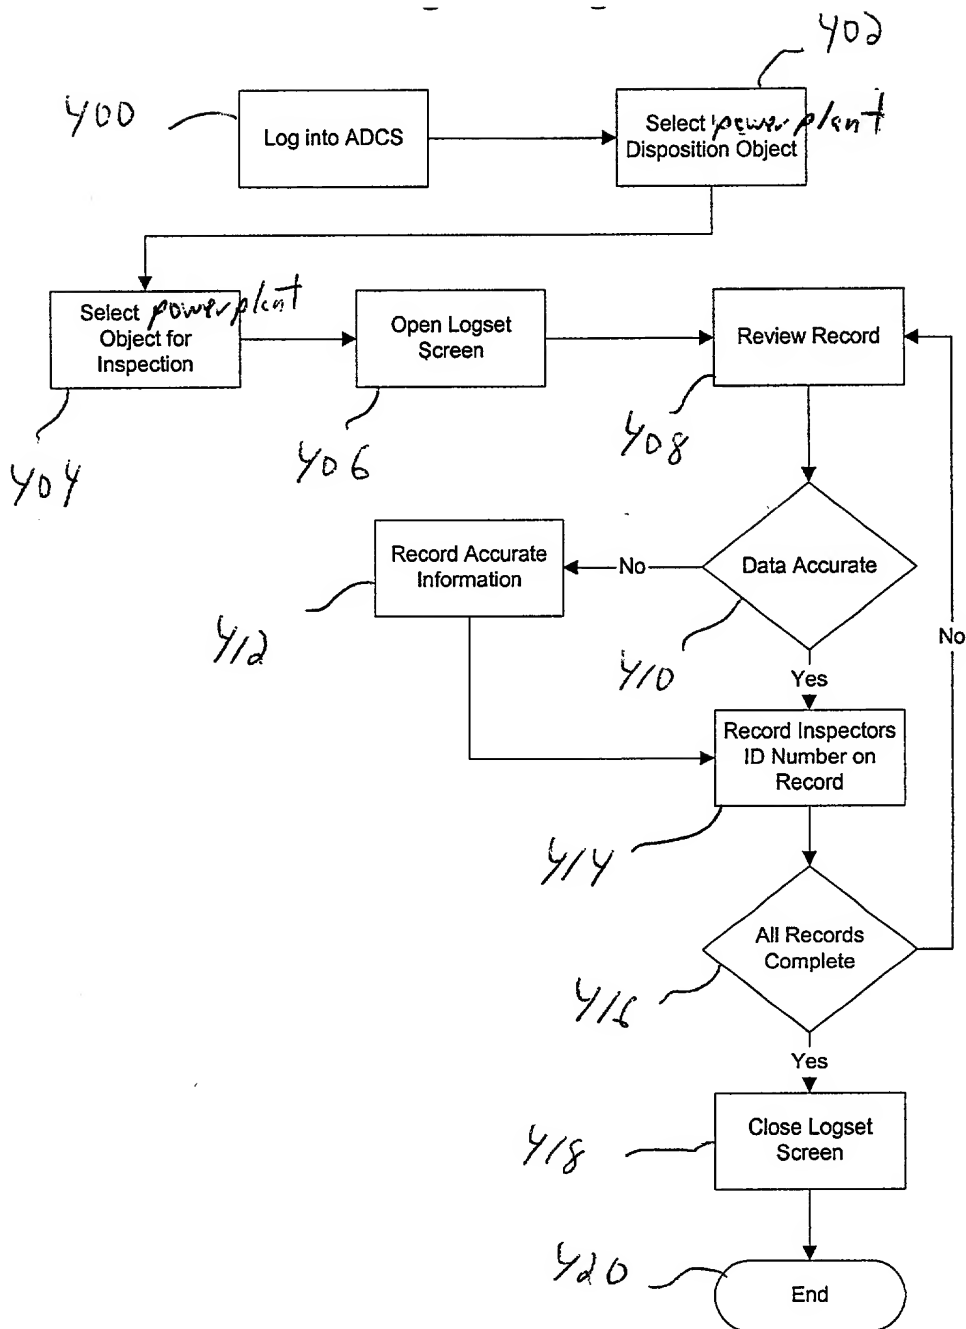 402
400
Log into ADCS
Select powerplant
Disposition Object
Select powerplant
Object for
Inspection
Open Logset
Screen
Review Record
404
406
408
Record Accurate
Information
No
Data Accurate
No
412
410
Yes
Record Inspectors
ID Number on
Record
414
All Records
Complete
416
Yes
Close Logset
Screen
418
420
End